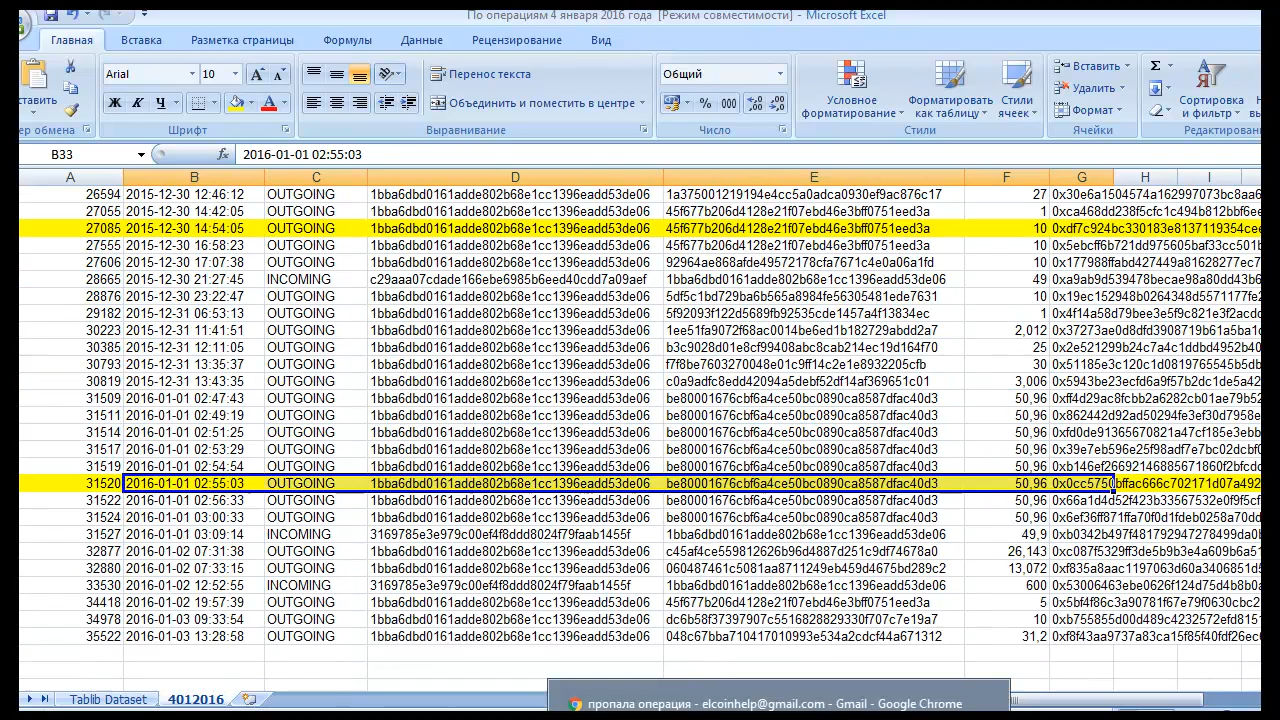 По операциям 4 января 2016 года [Режим совместимости] - Microsoft Excel
Главная Вставка Разметка страницы Формулы Данные Рецензирование Вид
Arial 10 Перенос текста Общий Вставить
Ж К Ч Объединить и поместить в центре % 000 Условное форматирование Форматировать как таблицу Стили ячеек Удалить Формат Сортировка и фильтр
Шрифт Выравнивание Число Стили Ячейки
B33 fx 2016-01-01 02:55:03
A B C D E F G H I
26594 2015-12-30 12:46:12 OUTGOING 1bba6dbd0161adde802b68e1cc1396eadd53de06 1a375001219194e4cc5a0adca0930ef9ac876c17 27
27055 2015-12-30 14:42:05 OUTGOING 1bba6dbd0161adde802b68e1cc1396eadd53de06 45f677b206d4128e21f07ebd46e3bff0751eed3a 1
27085 2015-12-30 14:54:05 OUTGOING 1bba6dbd0161adde802b68e1cc1396eadd53de06 45f677b206d4128e21f07ebd46e3bff0751eed3a 10
27555 2015-12-30 16:58:23 OUTGOING 1bba6dbd0161adde802b68e1cc1396eadd53de06 45f677b206d4128e21f07ebd46e3bff0751eed3a 10
27606 2015-12-30 17:07:38 OUTGOING 1bba6dbd0161adde802b68e1cc1396eadd53de06 92964ae868afde49572178cfa7671c4e0a06a1fd 10
28665 2015-12-30 21:27:45 INCOMING c29aaa07cdade166ebe6985b6eed40cdd7a09aef 1bba6dbd0161adde802b68e1cc1396eadd53de06 49
28876 2015-12-30 23:22:47 OUTGOING 1bba6dbd0161adde802b68e1cc1396eadd53de06 5df5c1bd729ba6b565a8984fe56305481ede7631 10
29182 2015-12-31 06:53:13 OUTGOING 1bba6dbd0161adde802b68e1cc1396eadd53de06 5f92093f122d5689fb92535cde1457a4f13834ec 1
30223 2015-12-31 11:41:51 OUTGOING 1bba6dbd0161adde802b68e1cc1396eadd53de06 1ee51fa9072f68ac0014be6ed1b182729abdd2a7 2,012
30385 2015-12-31 12:11:05 OUTGOING 1bba6dbd0161adde802b68e1cc1396eadd53de06 b3c9028d01e8cf99408abc8cab214ec19d164f70 25
30793 2015-12-31 13:35:37 OUTGOING 1bba6dbd0161adde802b68e1cc1396eadd53de06 f7f8be7603270048e01c9ff14c2e1e8932205cfb 30
30819 2015-12-31 13:43:35 OUTGOING 1bba6dbd0161adde802b68e1cc1396eadd53de06 c0a9adfc8edd42094a5debf52df14af369651c01 3,006
31509 2016-01-01 02:47:43 OUTGOING 1bba6dbd0161adde802b68e1cc1396eadd53de06 be80001676cbf6a4ce50bc0890ca8587dfac40d3 50,96
31511 2016-01-01 02:49:19 OUTGOING 1bba6dbd0161adde802b68e1cc1396eadd53de06 be80001676cbf6a4ce50bc0890ca8587dfac40d3 50,96
31514 2016-01-01 02:51:25 OUTGOING 1bba6dbd0161adde802b68e1cc1396eadd53de06 be80001676cbf6a4ce50bc0890ca8587dfac40d3 50,96
31517 2016-01-01 02:53:29 OUTGOING 1bba6dbd0161adde802b68e1cc1396eadd53de06 be80001676cbf6a4ce50bc0890ca8587dfac40d3 50,96
31519 2016-01-01 02:54:54 OUTGOING 1bba6dbd0161adde802b68e1cc1396eadd53de06 be80001676cbf6a4ce50bc0890ca8587dfac40d3 50,96
31520 2016-01-01 02:55:03 OUTGOING 1bba6dbd0161adde802b68e1cc1396eadd53de06 be80001676cbf6a4ce50bc0890ca8587dfac40d3 50,96
31522 2016-01-01 02:56:33 OUTGOING 1bba6dbd0161adde802b68e1cc1396eadd53de06 be80001676cbf6a4ce50bc0890ca8587dfac40d3 50,96
31524 2016-01-01 03:00:33 OUTGOING 1bba6dbd0161adde802b68e1cc1396eadd53de06 be80001676cbf6a4ce50bc0890ca8587dfac40d3 50,96
31527 2016-01-01 03:09:14 INCOMING 3169785e3e979c00ef4f8ddd8024f79faab1455f 1bba6dbd0161adde802b68e1cc1396eadd53de06 49,9
32877 2016-01-02 07:31:38 OUTGOING 1bba6dbd0161adde802b68e1cc1396eadd53de06 c45af4ce559812626b96d4887d251c9df74678a0 26,143
32880 2016-01-02 07:33:15 OUTGOING 1bba6dbd0161adde802b68e1cc1396eadd53de06 060487461c5081aa8711249eb459d4675bd289c2 13,072
33530 2016-01-02 12:52:55 INCOMING 3169785e3e979c00ef4f8ddd8024f79faab1455f 1bba6dbd0161adde802b68e1cc1396eadd53de06 600
34418 2016-01-02 19:57:39 OUTGOING 1bba6dbd0161adde802b68e1cc1396eadd53de06 45f677b206d4128e21f07ebd46e3bff0751eed3a 5
34978 2016-01-03 09:33:54 OUTGOING 1bba6dbd0161adde802b68e1cc1396eadd53de06 dc6b58f37397907c5516828829330f707c7e19a7 10
35522 2016-01-03 13:28:58 OUTGOING 1bba6dbd0161adde802b68e1cc1396eadd53de06 048c67bba710417010993e534a2cdcf44a671312 31,2
Tablib Dataset 4012016
пропала операция - elcoinhelp@gmail.com - Gmail - Google Chrome